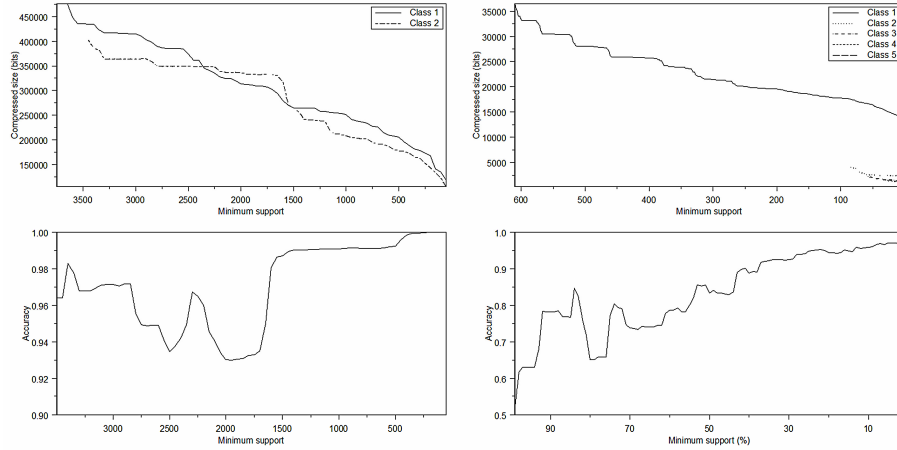 450000
400000
350000
300000
250000
200000
150000
Compressed size (bits)
3500 3000 2500 2000 1500 1000 500
Minimum support
Class 1
Class 2
35000
30000
25000
20000
15000
10000
5000
Compressed size (bits)
600 500 400 300 200 100
Minimum support
Class 1
Class 2
Class 3
Class 4
Class 5
1.00
0.98
0.96
0.94
0.92
0.90
Accuracy
3000 2500 2000 1500 1000 500
Minimum support
1.0
0.9
0.8
0.7
0.6
0.5
Accuracy
90 70 50 30 10
Minimum support (%)